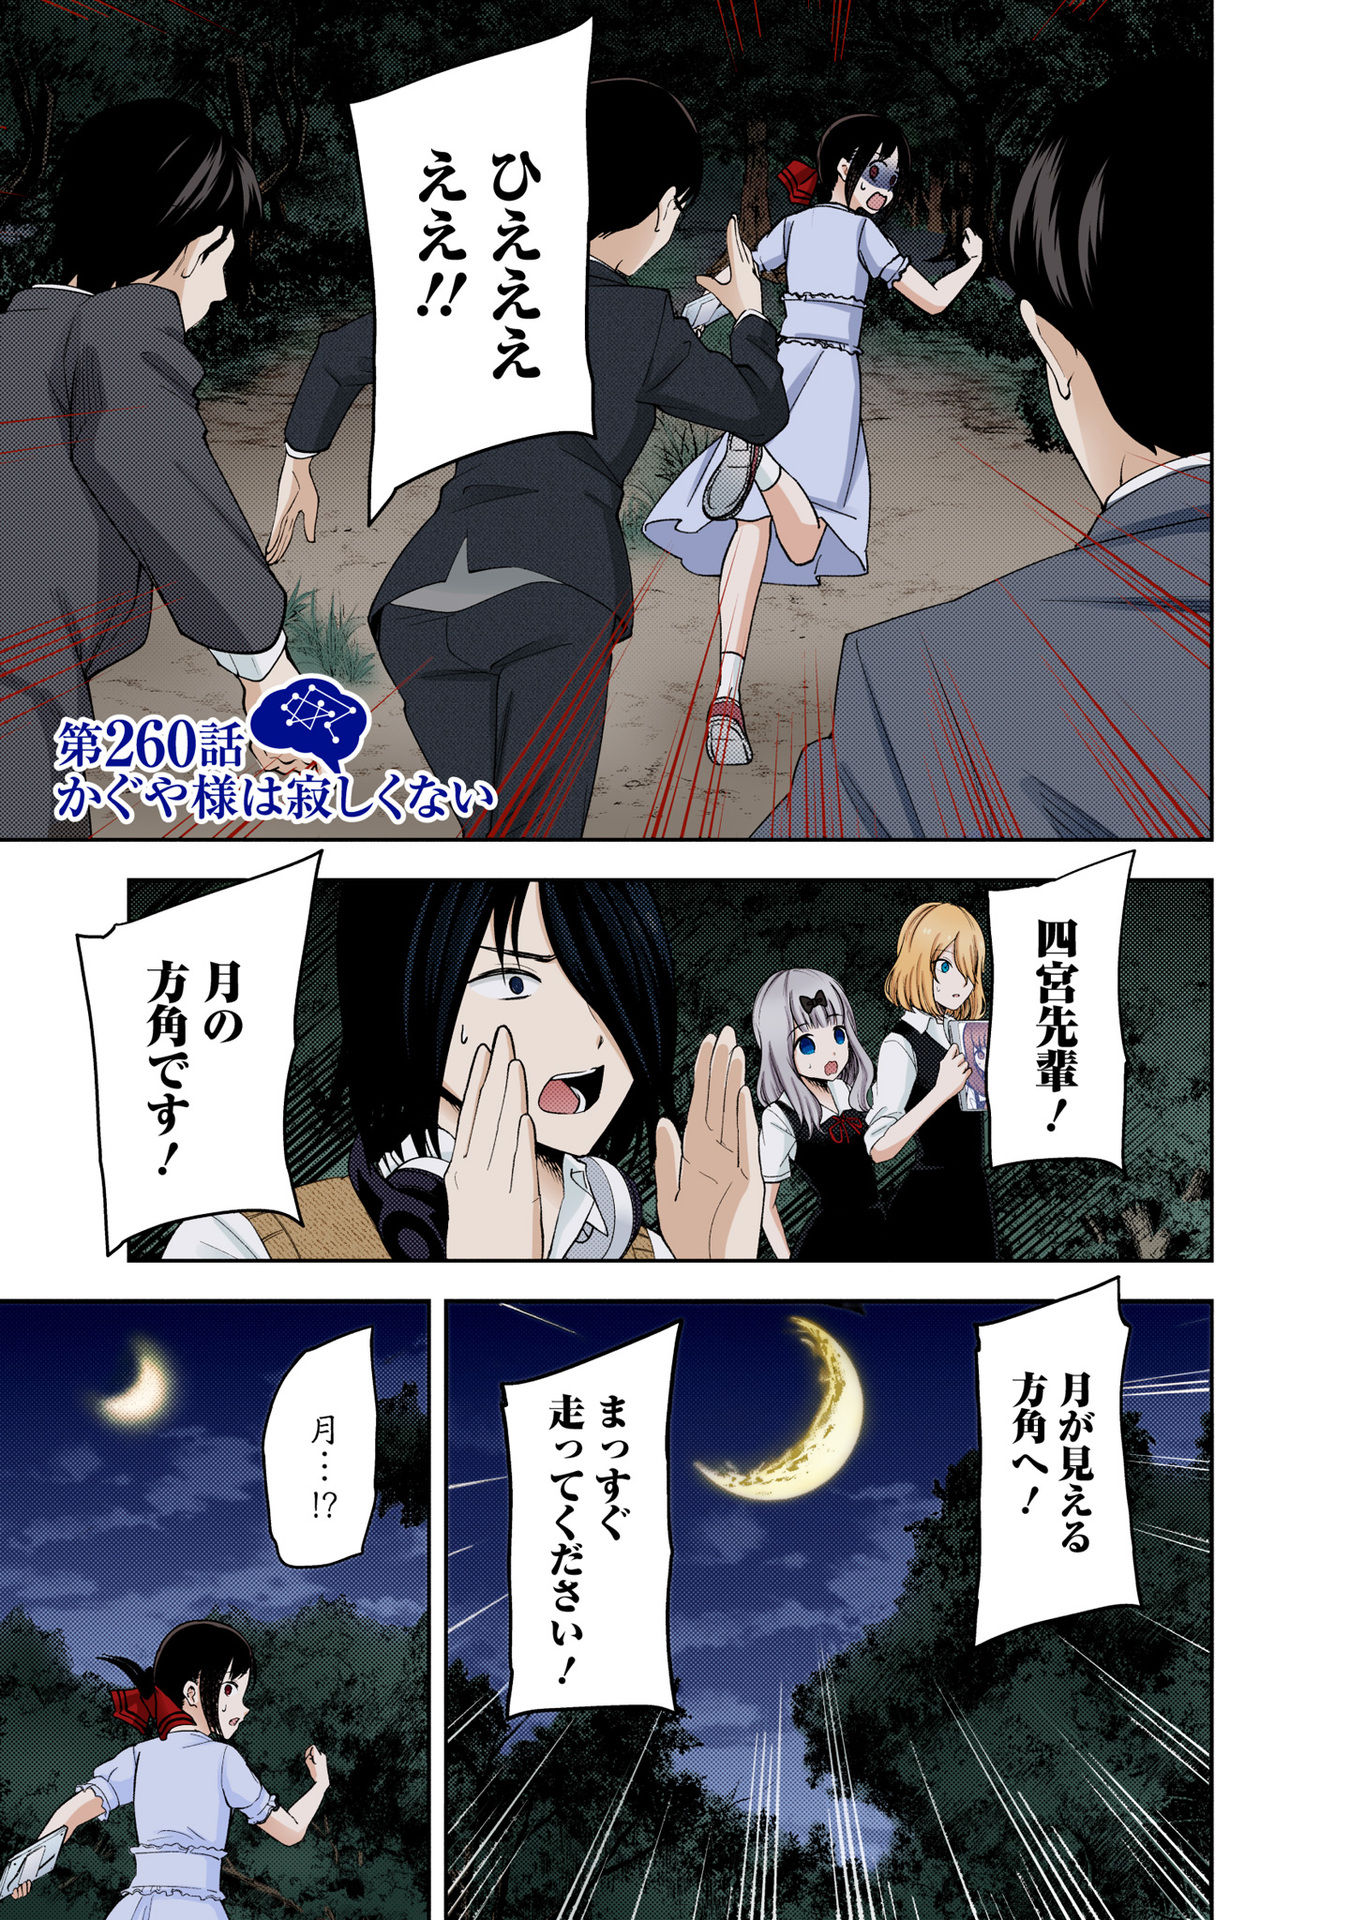 ひええええ
ええ!!
第260話
かぐや様は寂しくない
四宮先輩!
月の
方角です!
月が見える
方角へ!
まっすぐ
走ってください!
月…!?